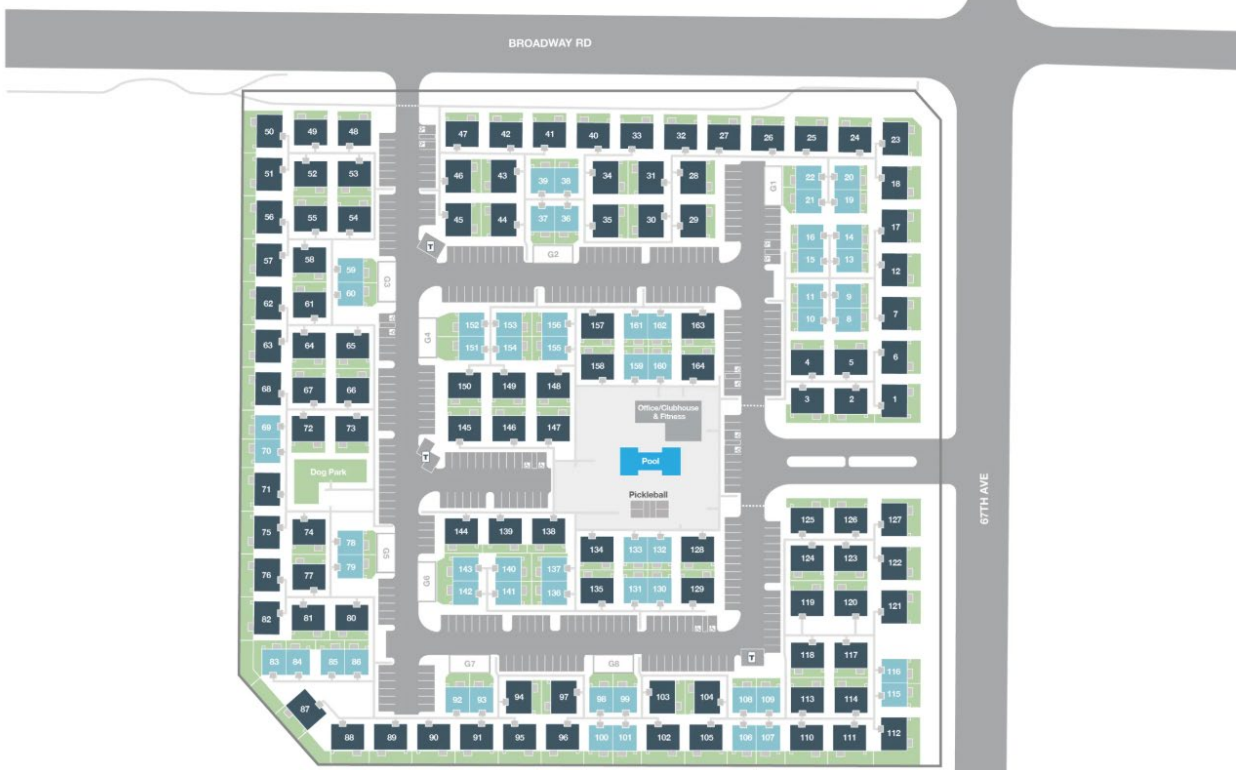 BROADWAY RD
50 49 48 47 42 41 40 33 32 27 26 25 24 23
51 52 53 46 43 39 38 34 31 28 G1 22 20 18
21 19
56 55 54 45 44 37 36 35 30 29 17
T G2 16 14
57 58 59 15 13 12
60 G3
62 61 11 9 7
10 8
63 64 65 G4 152 153 156 157 161 162 163
151 154 155 158 159 160 164 4 5 6
68 67 66 150 149 148 3 2 1
69 72 73 145 146 147 Office/Clubhouse
& Fitness
70 T Pool
71 Dog Park Pickleball 67TH AVE
75 74 78 144 139 138 125 126 127
79 G5 134 133 132 128
76 77 G6 143 140 137 124 123 122
142 141 136 135 131 130 129
82 81 80 119 120 121
83 84 85 86 G7 G8 T 118 117 116
115
87 92 93 94 97 98 99 103 104 108 109 113 114
88 89 90 91 95 96 100 101 102 105 106 107 110 111 112